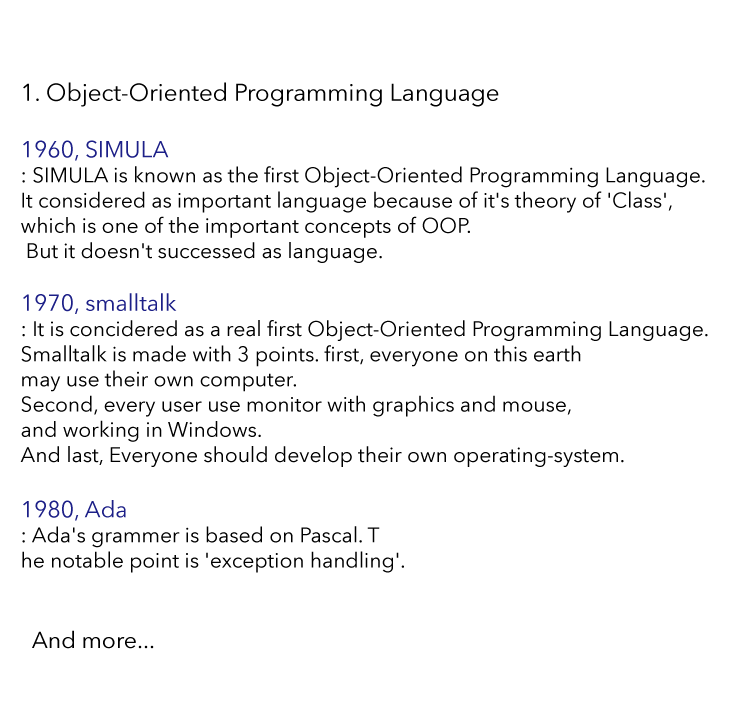 1. Object-Oriented Programming Language
1960, SIMULA
: SIMULA is known as the first Object-Oriented Programming Language.
It considered as important language because of it's theory of 'Class',
which is one of the important concepts of OOP.
But it doesn't successed as language.
1970, smalltalk
: It is concidered as a real first Object-Oriented Programming Language.
Smalltalk is made with 3 points. first, everyone on this earth
may use their own computer.
Second, every user use monitor with graphics and mouse,
and working in Windows.
And last, Everyone should develop their own operating-system.
1980, Ada
: Ada's grammer is based on Pascal. T
he notable point is 'exception handling'.
And more...